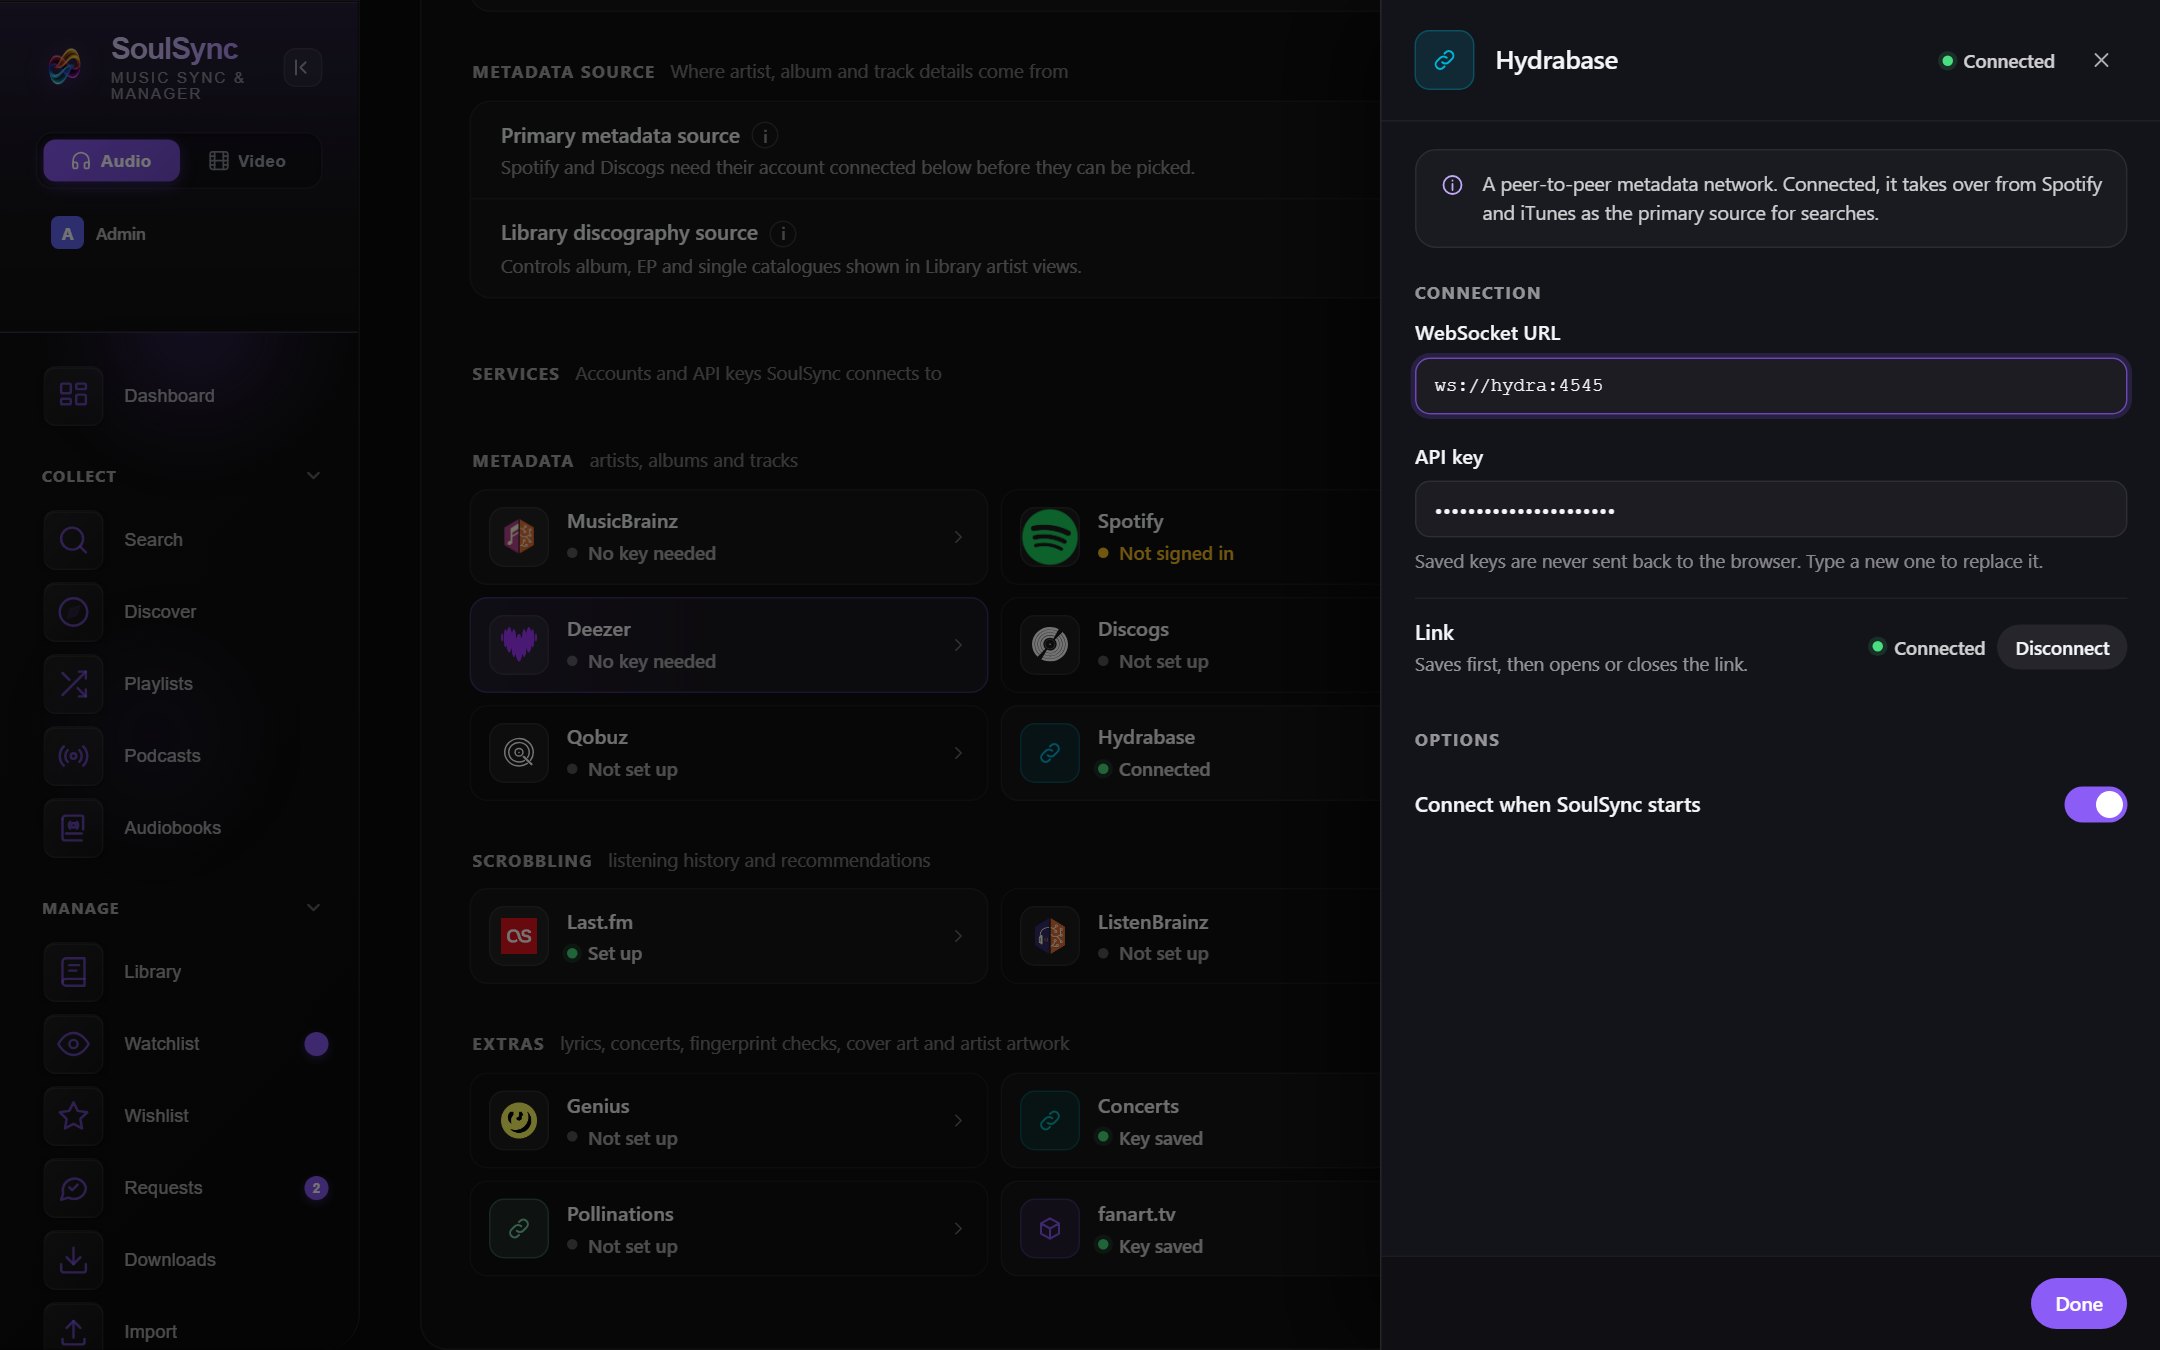 SoulSync
MUSIC SYNC &
MANAGER
Audio
Video
A
Admin
Dashboard
COLLECT
Search
Discover
Playlists
Podcasts
Audiobooks
MANAGE
Library
Watchlist
Wishlist
Requests
2
Downloads
Import
METADATA SOURCE Where artist, album and track details come from
Primary metadata source
Spotify and Discogs need their account connected below before they can be picked.
Library discography source
Controls album, EP and single catalogues shown in Library artist views.
SERVICES Accounts and API keys SoulSync connects to
METADATA artists, albums and tracks
MusicBrainz
No key needed
Spotify
Not signed in
Deezer
No key needed
Discogs
Not set up
Qobuz
Not set up
Hydrabase
Connected
SCROBBLING listening history and recommendations
Last.fm
Set up
ListenBrainz
Not set up
EXTRAS lyrics, concerts, fingerprint checks, cover art and artist artwork
Genius
Not set up
Concerts
Key saved
Pollinations
Not set up
fanart.tv
Key saved
Hydrabase
Connected
A peer-to-peer metadata network. Connected, it takes over from Spotify
and iTunes as the primary source for searches.
CONNECTION
WebSocket URL
ws://hydra:4545
API key
••••••••••••••••••••••
Saved keys are never sent back to the browser. Type a new one to replace it.
Link
Saves first, then opens or closes the link.
Connected
Disconnect
OPTIONS
Connect when SoulSync starts
Done